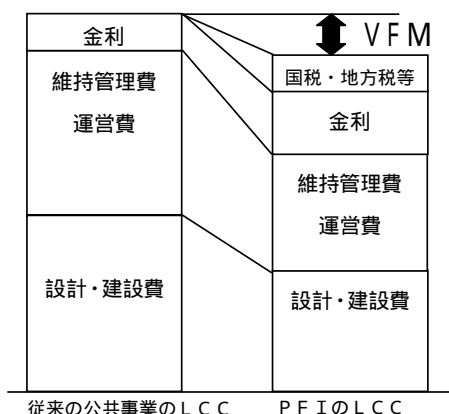 金利
維持管理費
運営費
設計・建設費
従来の公共事業のＬＣＣ
ＶＦＭ
国税・地方税等
金利
維持管理費
運営費
設計・建設費
ＰＦＩのＬＣＣ